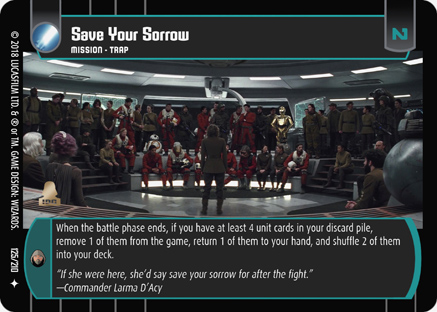 Save Your Sorrow
MISSION • TRAP
N
© 2018 LUCASFILM LTD. & ® or TM. GAME DESIGN: WIZARDS.
125/210
When the battle phase ends, if you have at least 4 unit cards in your discard pile,
remove 1 of them from the game, return 1 of them to your hand, and shuffle 2 of them
into your deck.
"If she were here, she'd say save your sorrow for after the fight."
—Commander Larma D'Acy